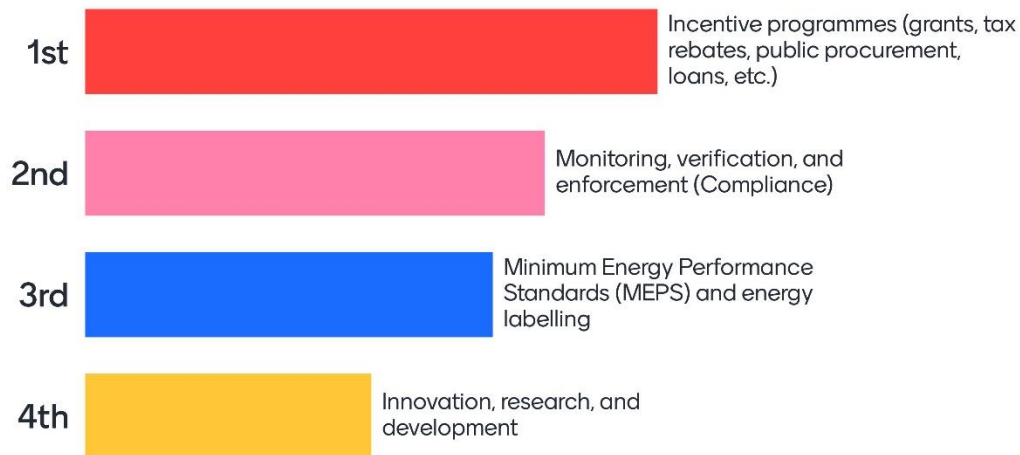 1st
Incentive programmes (grants, tax
rebates, public procurement,
loans, etc.)
2nd
Monitoring, verification, and
enforcement (Compliance)
3rd
Minimum Energy Performance
Standards (MEPS) and energy
labelling
4th
Innovation, research, and
development